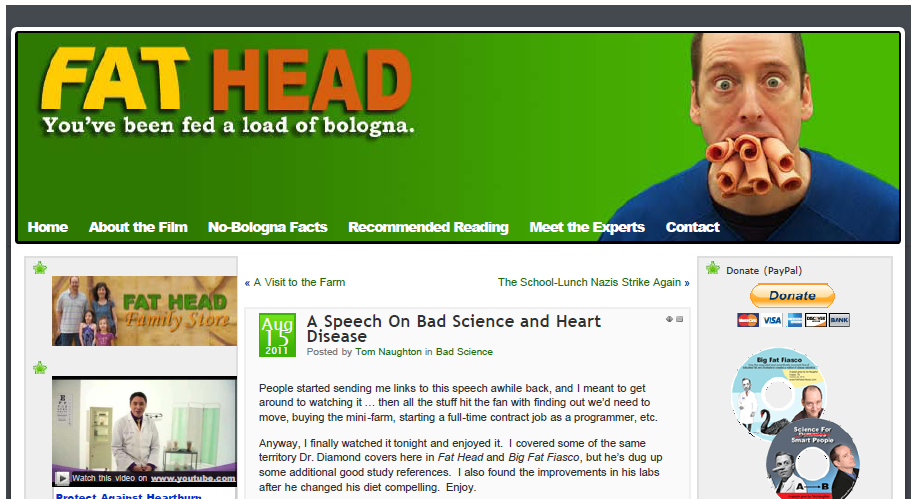 FAT HEAD
You've been fed a load of bologna.
Home About the Film No-Bologna Facts Recommended Reading Meet the Experts Contact
FAT HEAD
Family Store
Watch this video on www.youtube.com
Protect Against Heartburn
« A Visit to the Farm
The School-Lunch Nazis Strike Again »
Aug
15
2011
A Speech On Bad Science and Heart
Disease
Posted by Tom Naughton in Bad Science
People started sending me links to this speech awhile back, and I meant to get
around to watching it … then all the stuff hit the fan with finding out we'd need to
move, buying the mini-farm, starting a full-time contract job as a programmer, etc.
Anyway, I finally watched it tonight and enjoyed it. I covered some of the same
territory Dr. Diamond covers here in Fat Head and Big Fat Fiasco, but he's dug up
some additional good study references. I also found the improvements in his labs
after he changed his diet compelling. Enjoy.
Donate (PayPal)
Donate
VISA
DISCOVER
BANK
Big Fat Fiasco
Science For
Smart People
A B